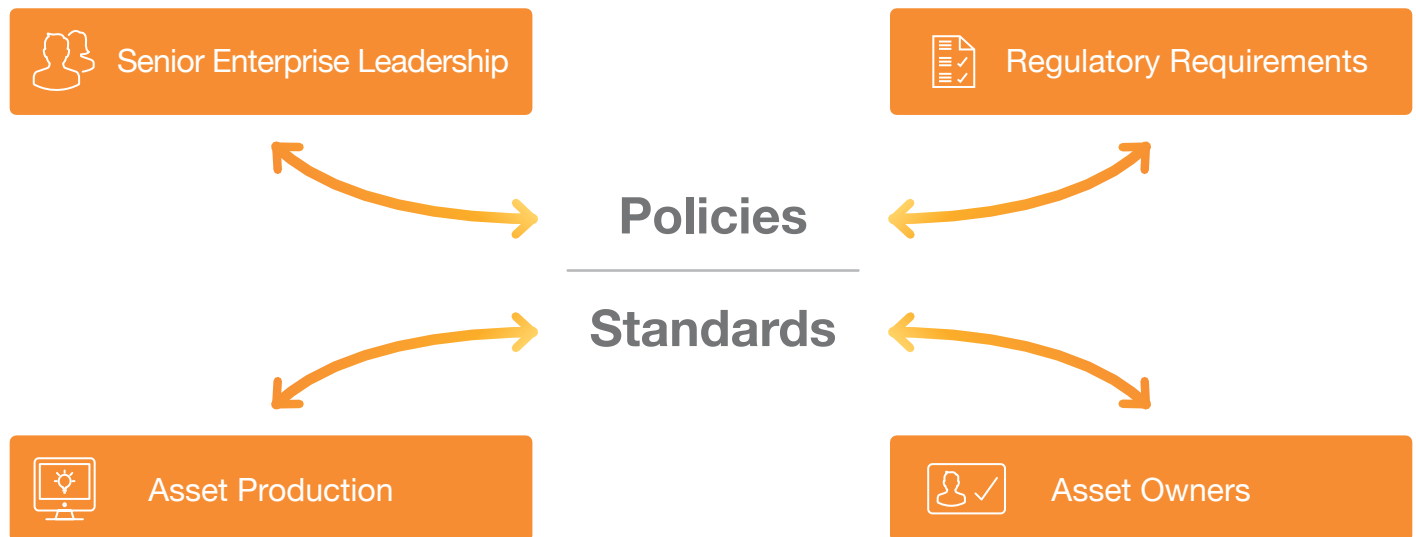 Senior Enterprise Leadership
Regulatory Requirements
Policies
Standards
Asset Production
Asset Owners